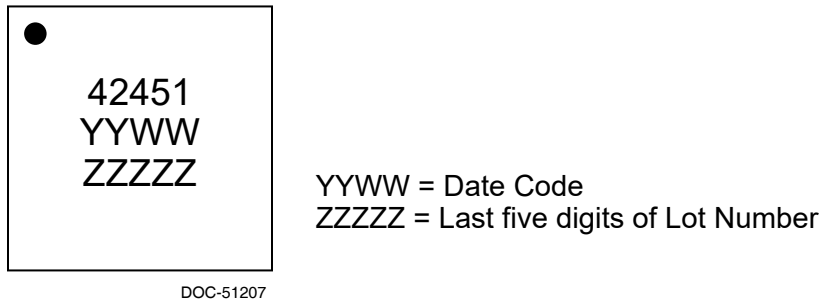 42451
YYWW
ZZZZZ
YYWW = Date Code
ZZZZZ = Last five digits of Lot Number
DOC-51207